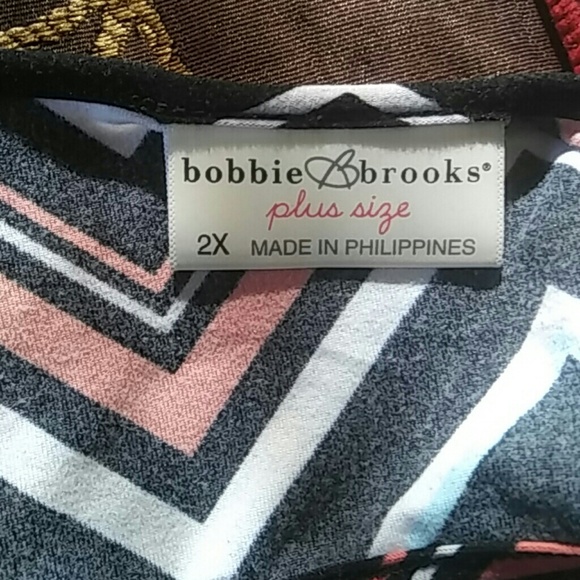 bobbie B brooks®
plus size
2X MADE IN PHILIPPINES